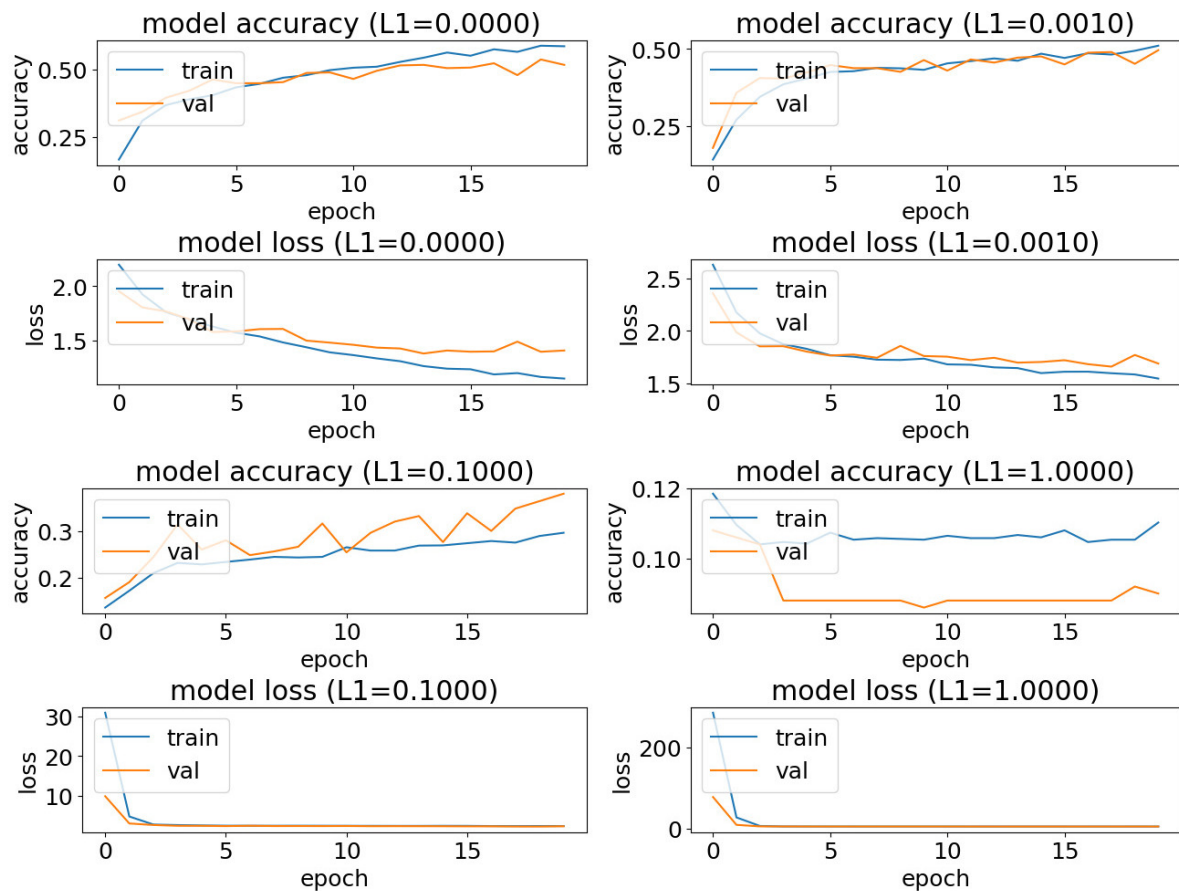 model accuracy (L1=0.0000)
accuracy
0.50
0.25
train
val
0 5 10 15
epoch
model accuracy (L1=0.0010)
accuracy
0.50
0.25
train
val
0 5 10 15
epoch
model loss (L1=0.0000)
loss
2.0
1.5
train
val
0 5 10 15
epoch
model loss (L1=0.0010)
loss
2.5
2.0
1.5
train
val
0 5 10 15
epoch
model accuracy (L1=0.1000)
accuracy
0.3
0.2
train
val
0 5 10 15
epoch
model accuracy (L1=1.0000)
accuracy
0.12
0.10
train
val
0 5 10 15
epoch
model loss (L1=0.1000)
loss
30
20
10
train
val
0 5 10 15
epoch
model loss (L1=1.0000)
loss
200
0
train
val
0 5 10 15
epoch